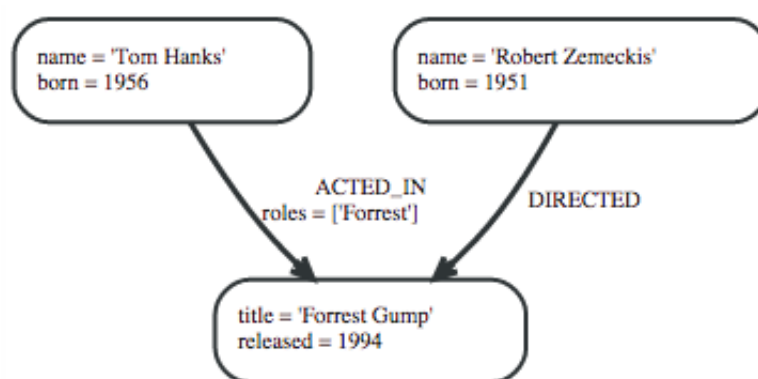 name = 'Tom Hanks'
born = 1956
name = 'Robert Zemeckis'
born = 1951
ACTED_IN
roles = ['Forrest']
DIRECTED
title = 'Forrest Gump'
released = 1994